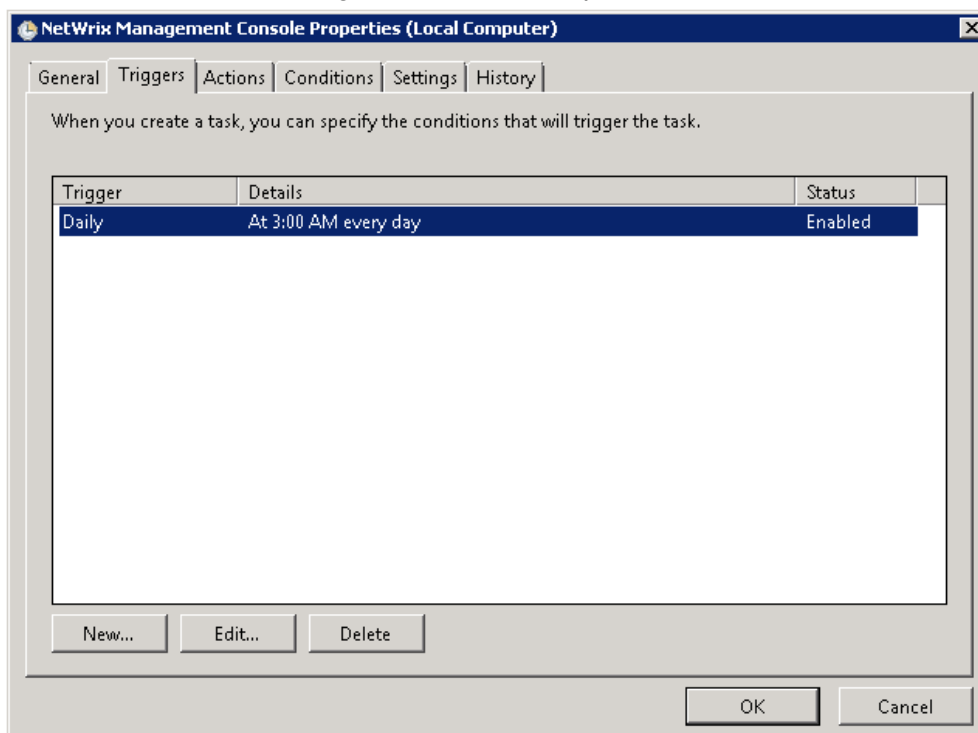 NetWrix Management Console Properties (Local Computer)
General Triggers Actions Conditions Settings History
When you create a task, you can specify the conditions that will trigger the task.
Trigger Details Status
Daily At 3:00 AM every day Enabled
New... Edit... Delete
OK Cancel